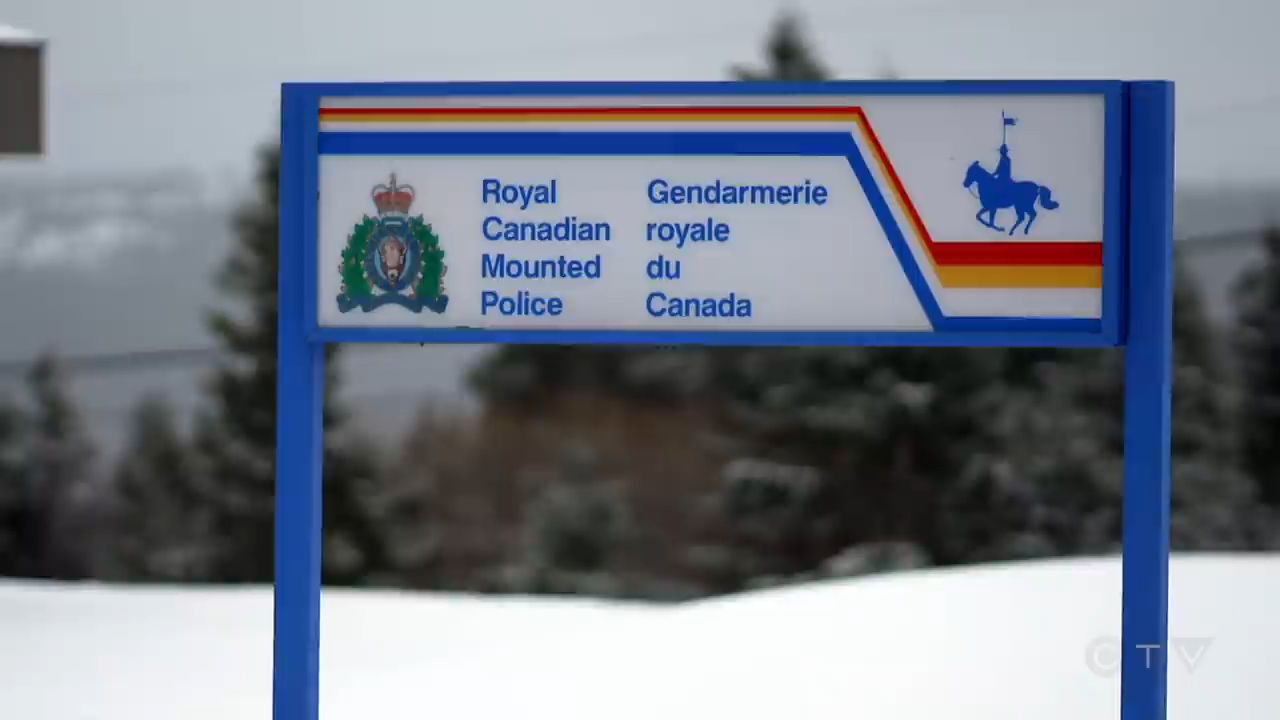 Royal
Canadian
Mounted
Police
Gendarmerie
royale
du
Canada
CTV